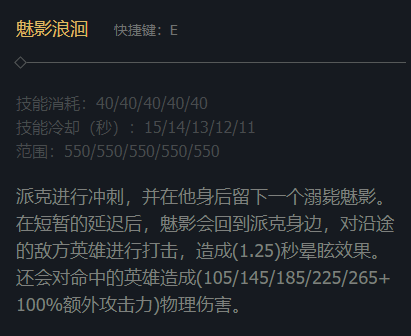 魅影浪洄 快捷键：E
技能消耗：40/40/40/40/40
技能冷却（秒）：15/14/13/12/11
范围：550/550/550/550/550
派克进行冲刺，并在他身后留下一个溺毙魅影。
在短暂的延迟后，魅影会回到派克身边，对沿途
的敌方英雄进行打击，造成(1.25)秒晕眩效果。
还会对命中的英雄造成(105/145/185/225/265+
100%额外攻击力)物理伤害。